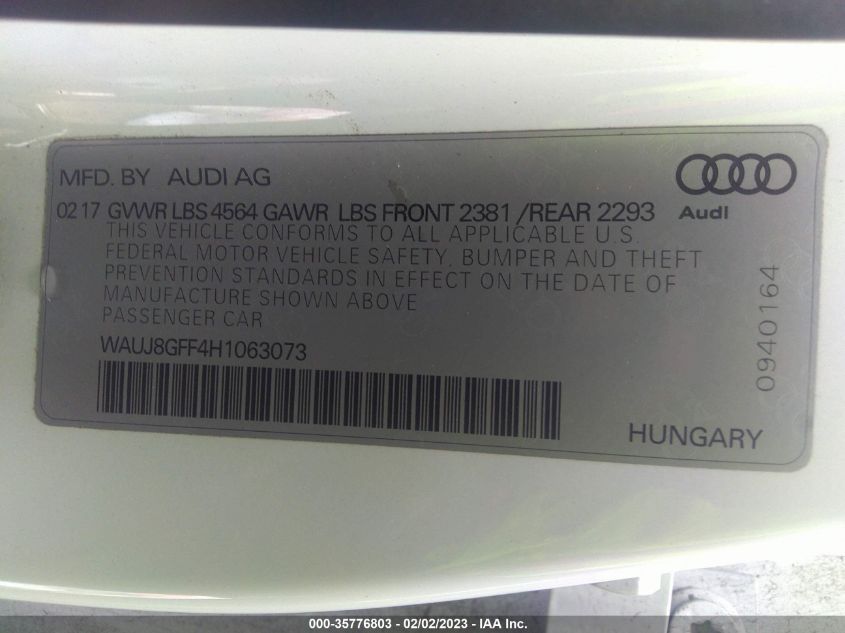 MFD. BY AUDI AG
Audi
02 17 GVWR LBS 4564 GAWR LBS FRONT 2381 /REAR 2293
THIS VEHICLE CONFORMS TO ALL APPLICABLE U.S.
FEDERAL MOTOR VEHICLE SAFETY, BUMPER AND THEFT
PREVENTION STANDARDS IN EFFECT ON THE DATE OF
MANUFACTURE SHOWN ABOVE
PASSENGER CAR
WAUJ8GFF4H1063073
0940164
HUNGARY
000-35776803 - 02/02/2023 - IAA Inc.